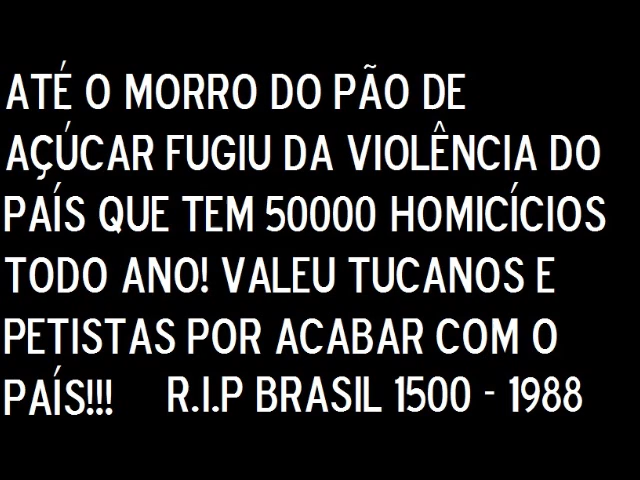 ATÉ O MORRO DO PÃO DE
AÇÚCAR FUGIU DA VIOLÊNCIA DO
PAÍS QUE TEM 50000 HOMICÍCIOS
TODO ANO! VALEU TUCANOS E
PETISTAS POR ACABAR COM O
PAÍS!!! R.I.P BRASIL 1500 - 1988